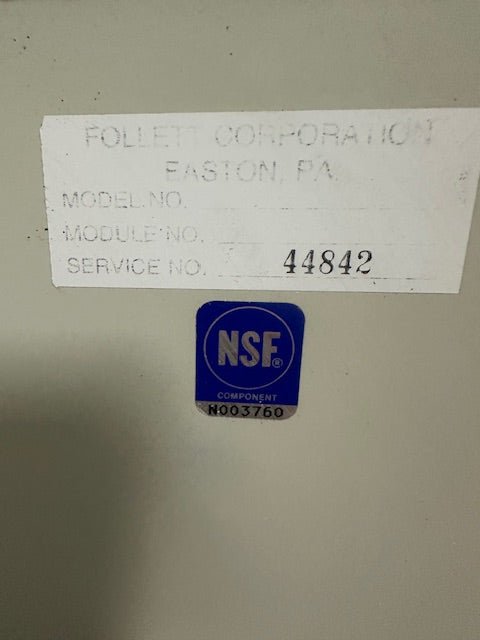 FOLLETT CORPORATION
EASTON, PA.
MODEL NO.
MODULE NO.
SERVICE NO. 44842
NSF®
COMPONENT
N003760